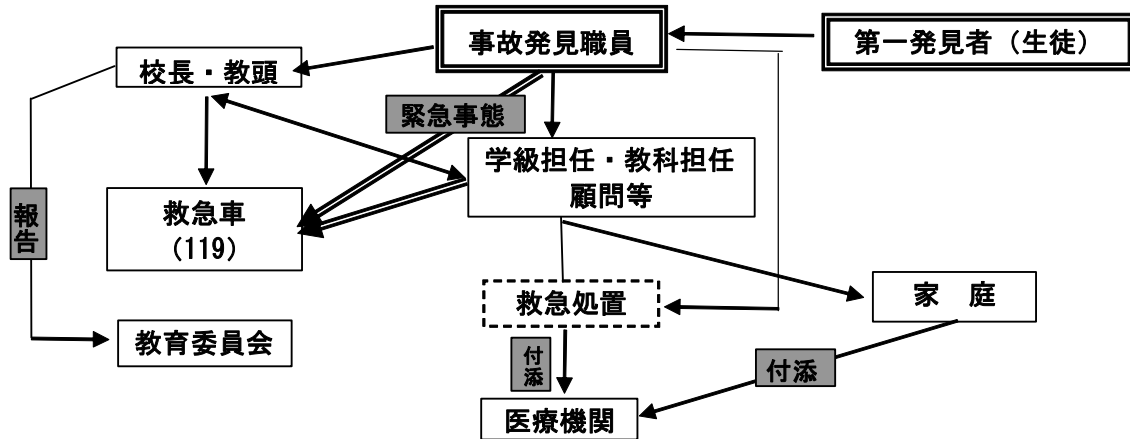 事故発見職員
第一発見者（生徒）
校長・教頭
緊急事態
学級担任・教科担任
顧問等
報告
救急車
(119)
救急処置
家　庭
教育委員会
付添
付添
医療機関